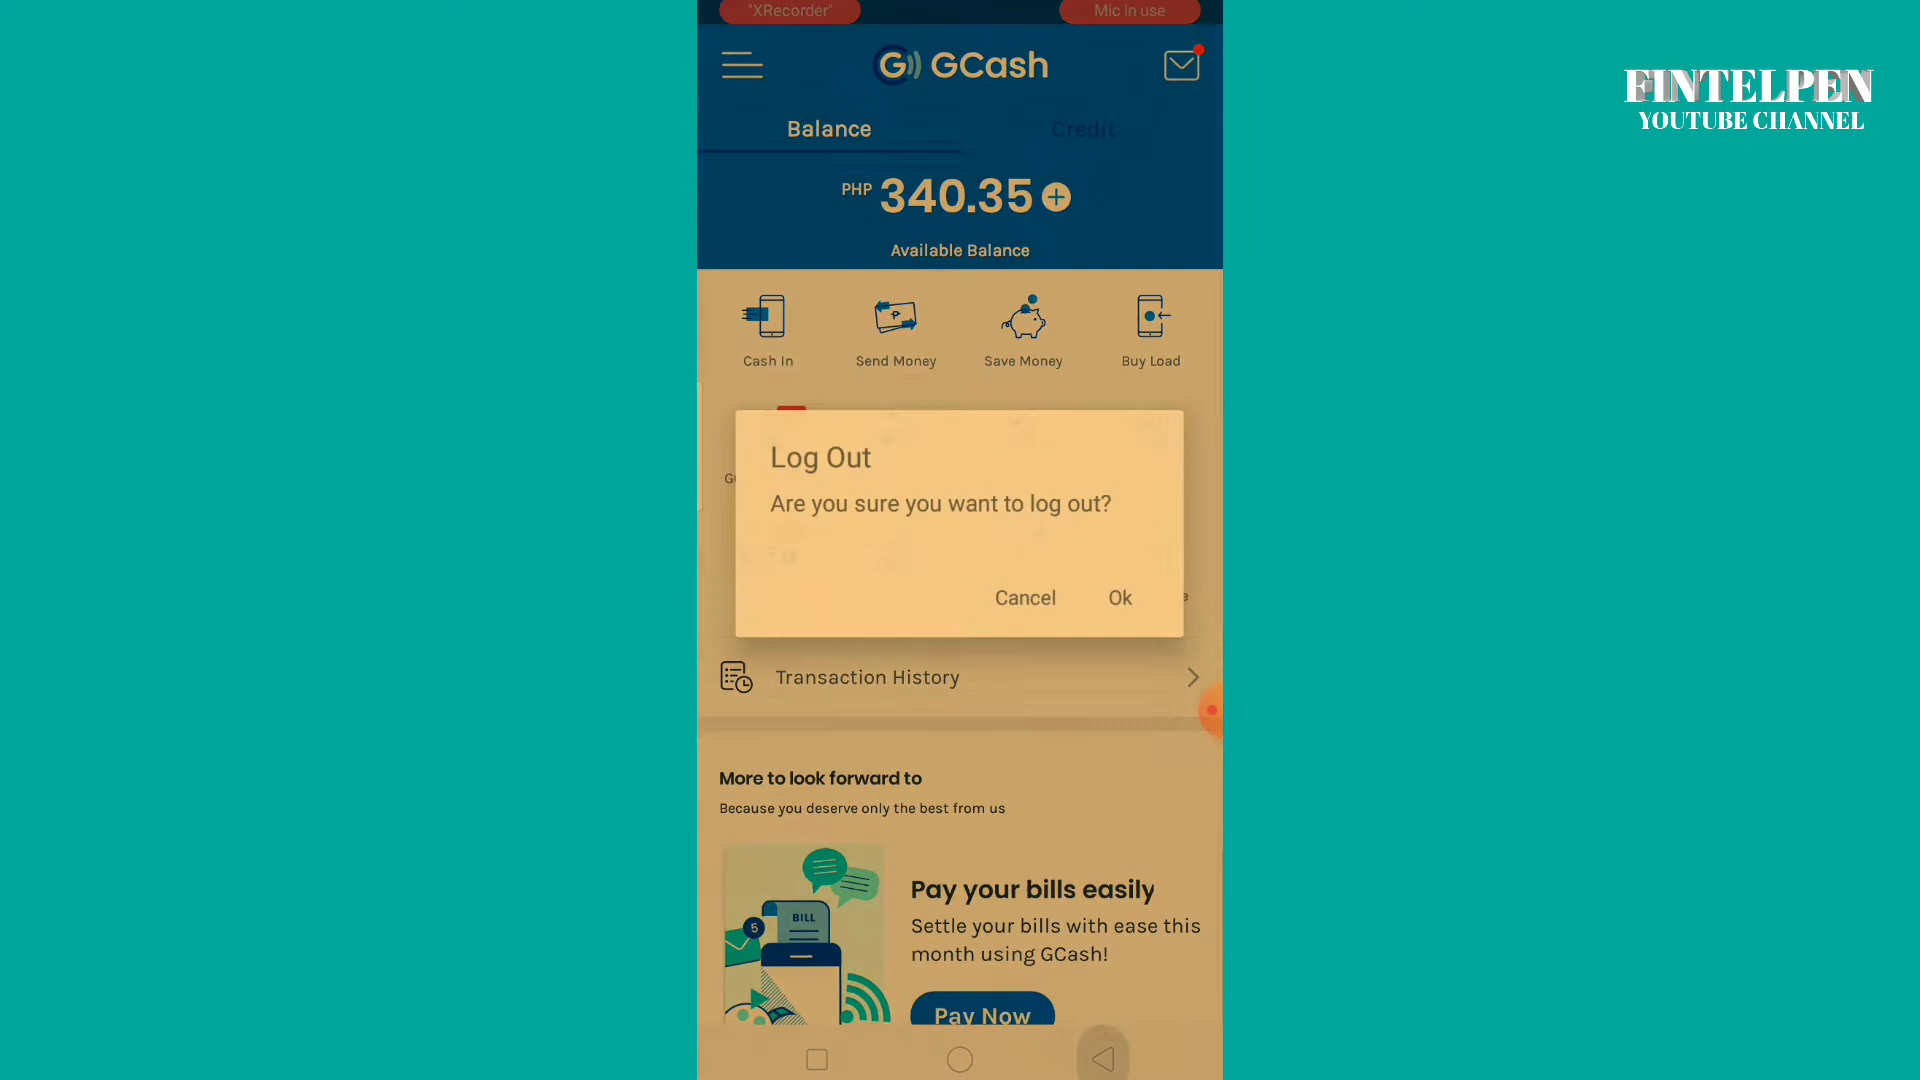 "XRecorder"
Mic in use
GCash
FINTELPEN
YOUTUBE CHANNEL
Balance
Credit
PHP 340.35
Available Balance
Cash In
Send Money
Save Money
Buy Load
Log Out
Are you sure you want to log out?
Cancel
Ok
Transaction History
More to look forward to
Because you deserve only the best from us
BILL
5
Pay your bills easily
Settle your bills with ease this
month using GCash!
Pay Now